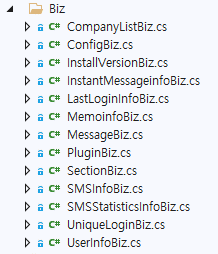 Biz
C# CompanyListBiz.cs
C# ConfigBiz.cs
C# InstallVersionBiz.cs
C# InstantMessageinfoBiz.cs
C# LastLoginInfoBiz.cs
C# MemoinfoBiz.cs
C# MessageBiz.cs
C# PluginBiz.cs
C# SectionBiz.cs
C# SMSInfoBiz.cs
C# SMSStatisticsInfoBiz.cs
C# UniqueLoginBiz.cs
C# UserInfoBiz.cs